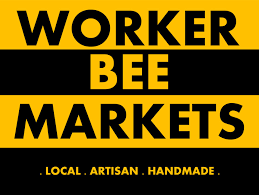 WORKER
BEE
MARKETS
. LOCAL . ARTISAN . HANDMADE .